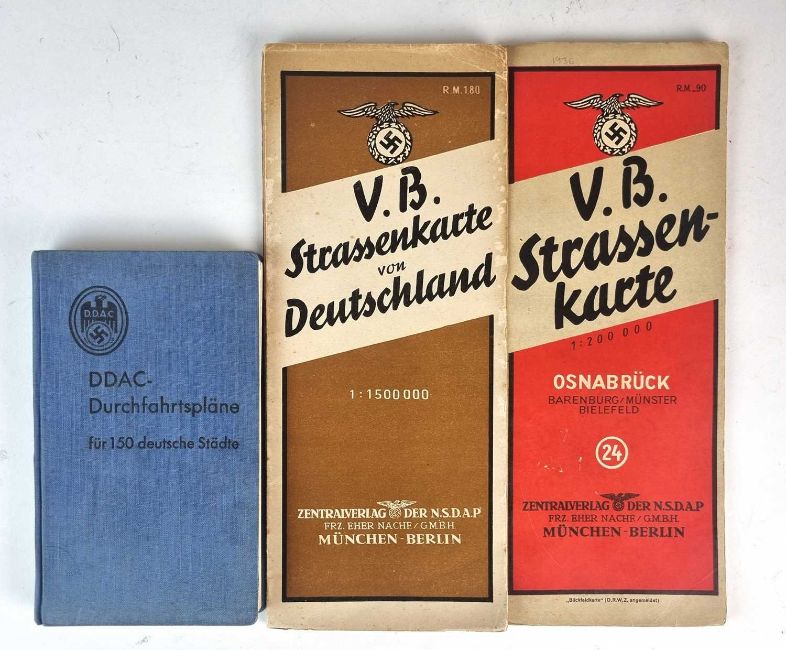 D.D.A.C
DDAC-
Durchfahrtspläne
für 150 deutsche Städte
R.M.1.80
V.B.
Strassenkarte
von
Deutschland
1:1500000
ZENTRALVERLAG DER N.S.D.A.P
FRZ. EHER NACHF/G.M.B.H
MÜNCHEN-BERLIN
1936
R.M.-.90
V.B.
Strassen-
karte
1:200 000
OSNABRÜCK
BARENBURG/MÜNSTER
BIELEFELD
24
ZENTRALVERLAG DER N.S.D.A.P
FRZ. EHER NACHF/G.M.B.H.
MÜNCHEN-BERLIN
„Blickfeldkarte" (D.R.W.Z. angemeldet)